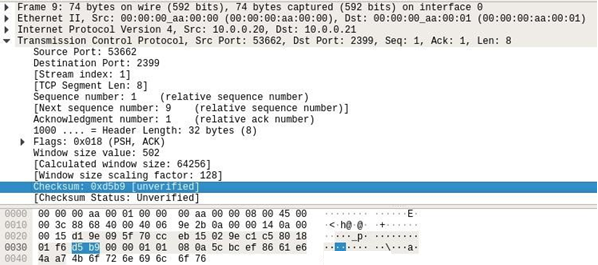 Frame 9: 74 bytes on wire (592 bits), 74 bytes captured (592 bits) on interface 0
Ethernet II, Src: 00:00:00_aa:00:00 (00:00:00:aa:00:00), Dst: 00:00:00_aa:00:01 (00:00:00:aa:00:01)
Internet Protocol Version 4, Src: 10.0.0.20, Dst: 10.0.0.21
Transmission Control Protocol, Src Port: 53662, Dst Port: 2399, Seq: 1, Ack: 1, Len: 8
Source Port: 53662
Destination Port: 2399
[Stream index: 1]
[TCP Segment Len: 8]
Sequence number: 1 (relative sequence number)
[Next sequence number: 9 (relative sequence number)]
Acknowledgment number: 1 (relative ack number)
1000 .... = Header Length: 32 bytes (8)
Flags: 0x018 (PSH, ACK)
Window size value: 502
[Calculated window size: 64256]
[Window size scaling factor: 128]
Checksum: 0xd5b9 [unverified]
[Checksum Status: Unverified]
0000 00 00 00 aa 00 01 00 00 00 aa 00 00 08 00 45 00 ········ ······E·
0010 00 3c 88 68 40 00 40 06 9e 2b 0a 00 00 14 0a 00 ·<·h@·@· ·+······
0020 00 15 d1 9e 09 5f 70 cc eb 15 02 9e c1 c5 80 18 ·····_p· ········
0030 01 f6 d5 b9 00 00 01 01 08 0a 5c bc ef 86 61 e6 ········ ··\···a·
0040 4a a7 4b 6f 72 6e 69 6c 6f 76